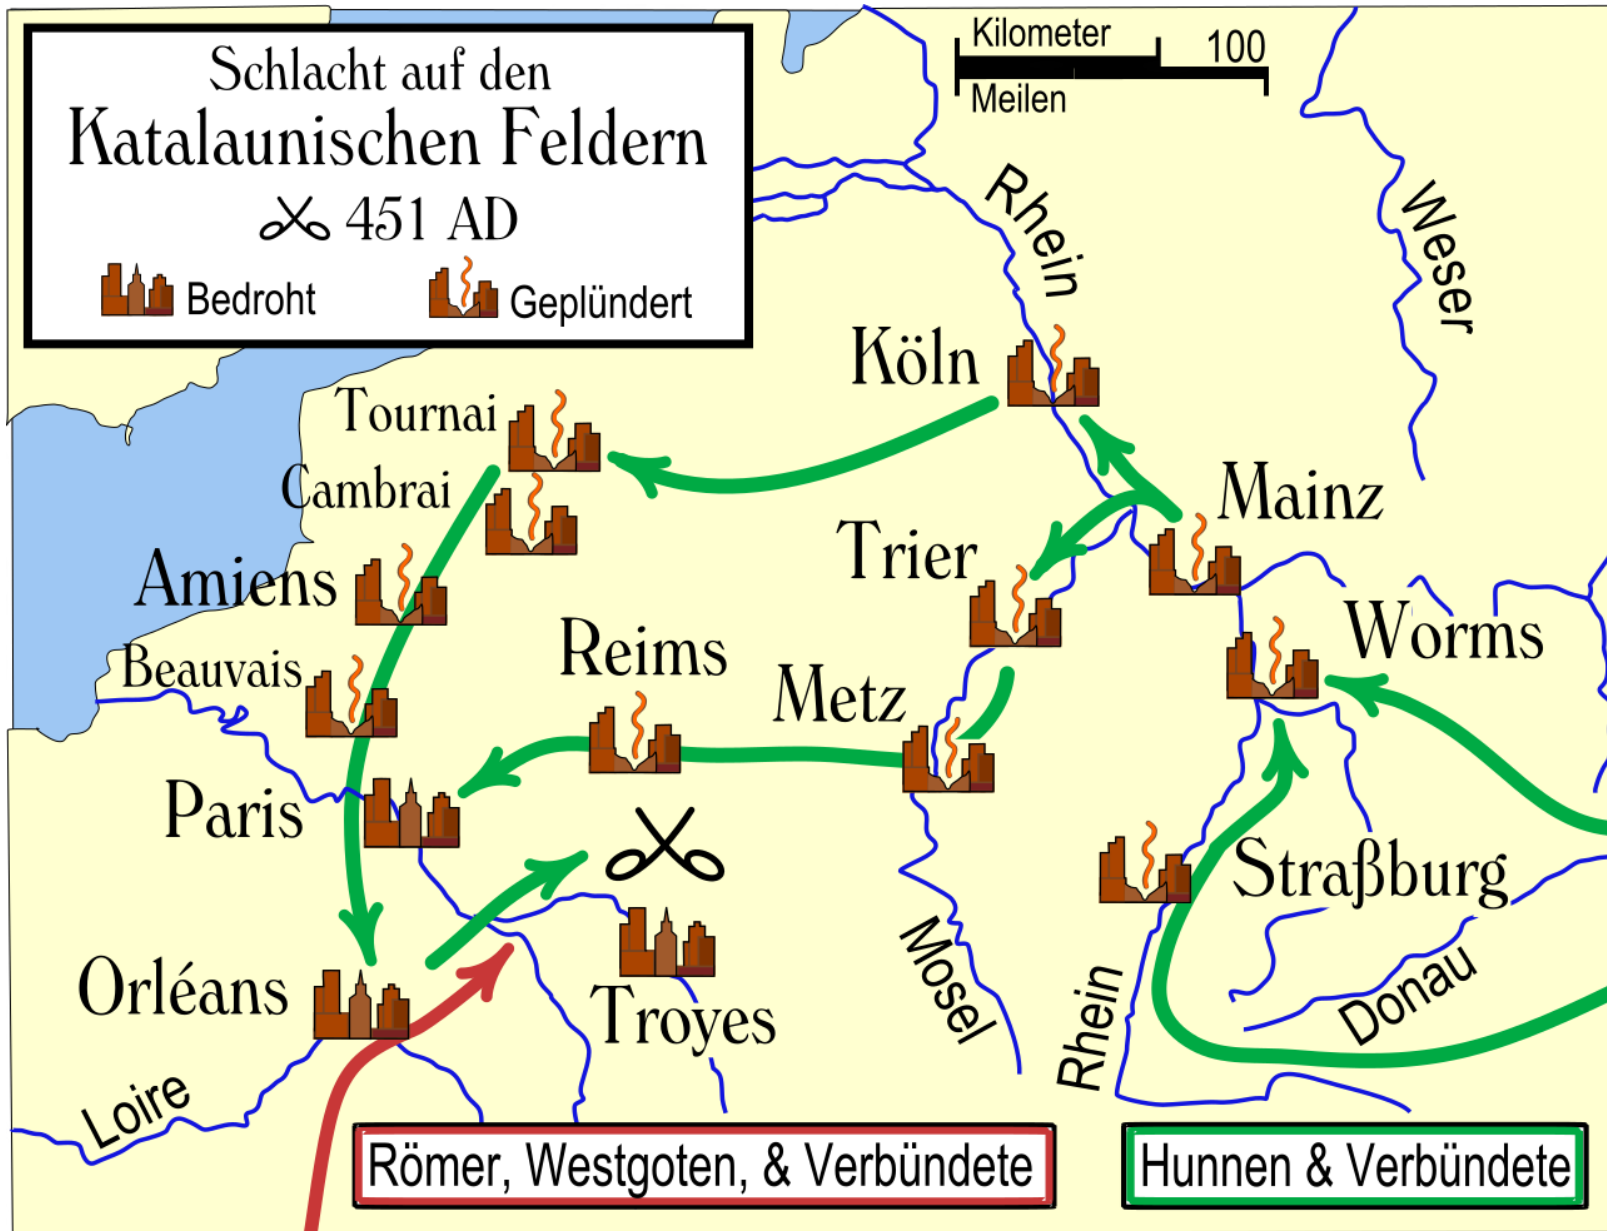 Schlacht auf den
Katalaunischen Feldern
451 AD
Bedroht
Geplündert
Kilometer
100
Meilen
Rhein
Weser
Köln
Tournai
Cambrai
Mainz
Trier
Amiens
Worms
Reims
Beauvais
Metz
Paris
Straßburg
Mosel
Donau
Orléans
Troyes
Rhein
Loire
Römer, Westgoten, & Verbündete
Hunnen & Verbündete